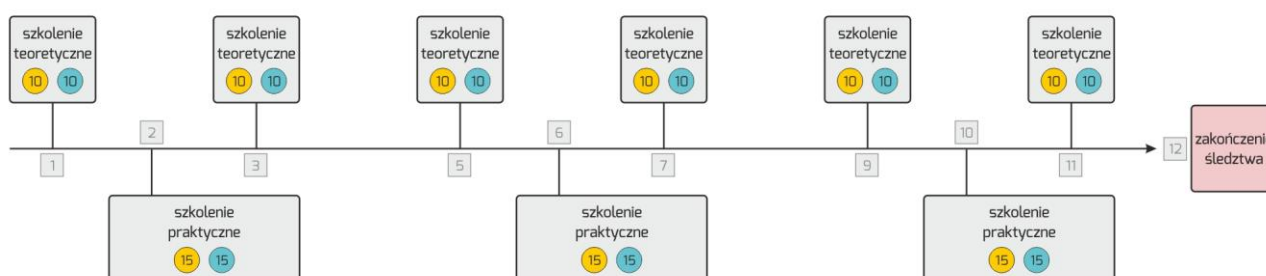 szkolenie
teoretyczne
10 10
szkolenie
teoretyczne
10 10
szkolenie
teoretyczne
10 10
szkolenie
teoretyczne
10 10
szkolenie
teoretyczne
10 10
szkolenie
teoretyczne
10 10
2
6
10
1
3
5
7
9
11
12
zakończeni
śledztwa
szkolenie
praktyczne
15 15
szkolenie
praktyczne
15 15
szkolenie
praktyczne
15 15